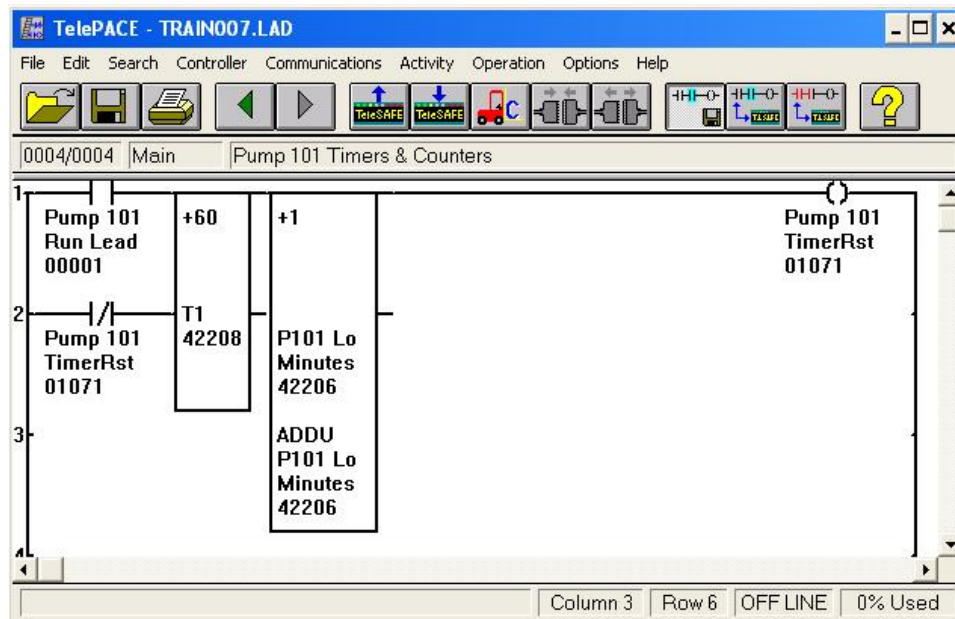 TelePACE - TRAIN007.LAD
File Edit Search Controller Communications Activity Operation Options Help
TeleSAFE TeleSAFE C TSAFE TSAFE ?
0004/0004 Main Pump 101 Timers & Counters
1
Pump 101
Run Lead
00001
+60
+1
Pump 101
TimerRst
01071
2
Pump 101
TimerRst
01071
T1
42208
P101 Lo
Minutes
42206
3
ADDU
P101 Lo
Minutes
42206
4
Column 3 Row 6 OFF LINE 0% Used